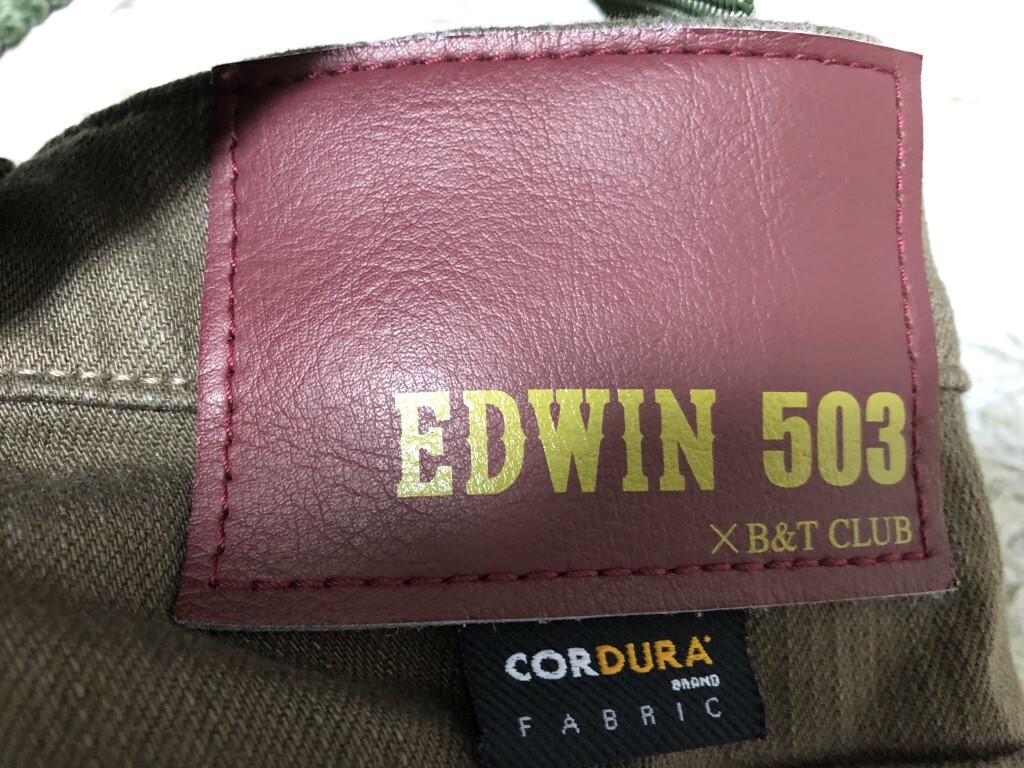 EDWIN 503
×B&T CLUB
CORDURA
BRAND
FABRIC